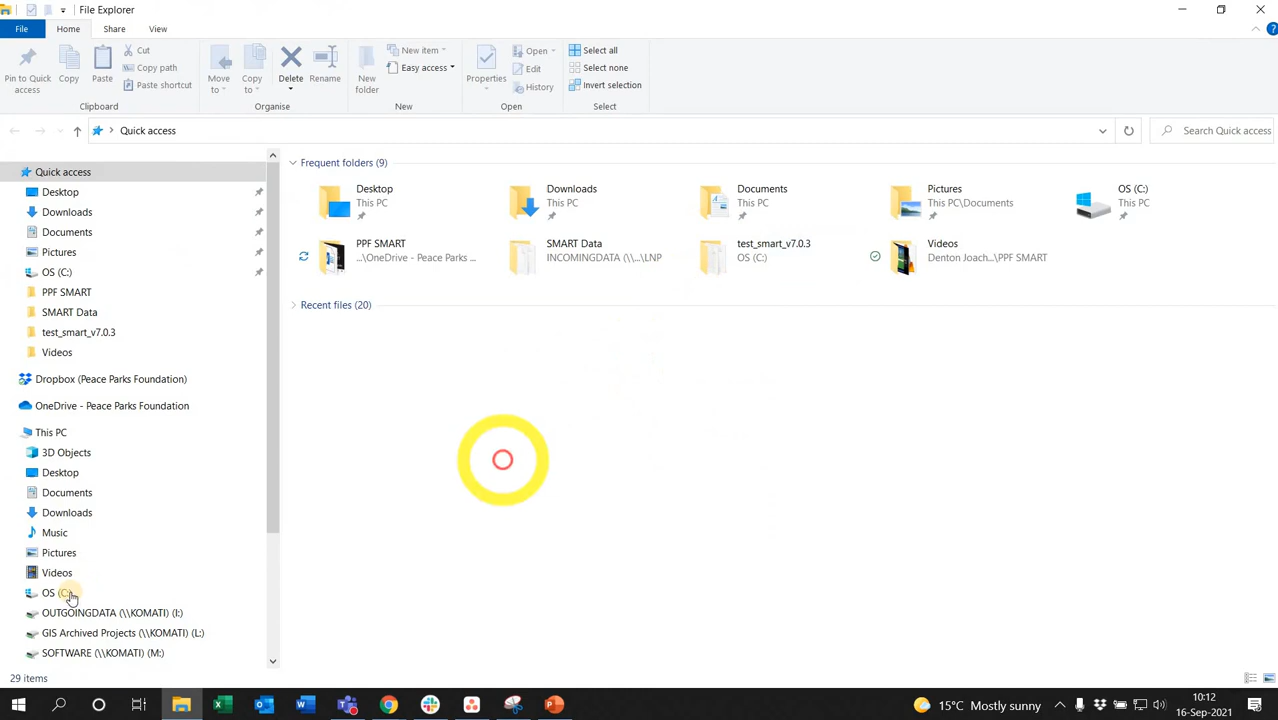 File Explorer
File Home Share View
Pin to Quick access
Copy
Paste
Cut
Copy path
Paste shortcut
Clipboard
Move to
Copy to
Delete
Rename
Organise
New folder
New item
Easy access
New
Properties
Open
Edit
History
Open
Select all
Select none
Invert selection
Select
Quick access
Search Quick access
Quick access
Desktop
Downloads
Documents
Pictures
OS (C:)
PPF SMART
SMART Data
test_smart_v7.0.3
Videos
Dropbox (Peace Parks Foundation)
OneDrive - Peace Parks Foundation
This PC
3D Objects
Desktop
Documents
Downloads
Music
Pictures
Videos
OS (C:)
OUTGOINGDATA (\\KOMATI) (I:)
GIS Archived Projects (\\KOMATI) (L:)
SOFTWARE (\\KOMATI) (M:)
Frequent folders (9)
Desktop
This PC
Downloads
This PC
Documents
This PC
Pictures
This PC\Documents
OS (C:)
This PC
PPF SMART
...\OneDrive - Peace Parks ...
SMART Data
INCOMINGDATA (\\...\LNP
test_smart_v7.0.3
OS (C:)
Videos
Denton Joach...\PPF SMART
Recent files (20)
29 items
15°C Mostly sunny
10:12
16-Sep-2021